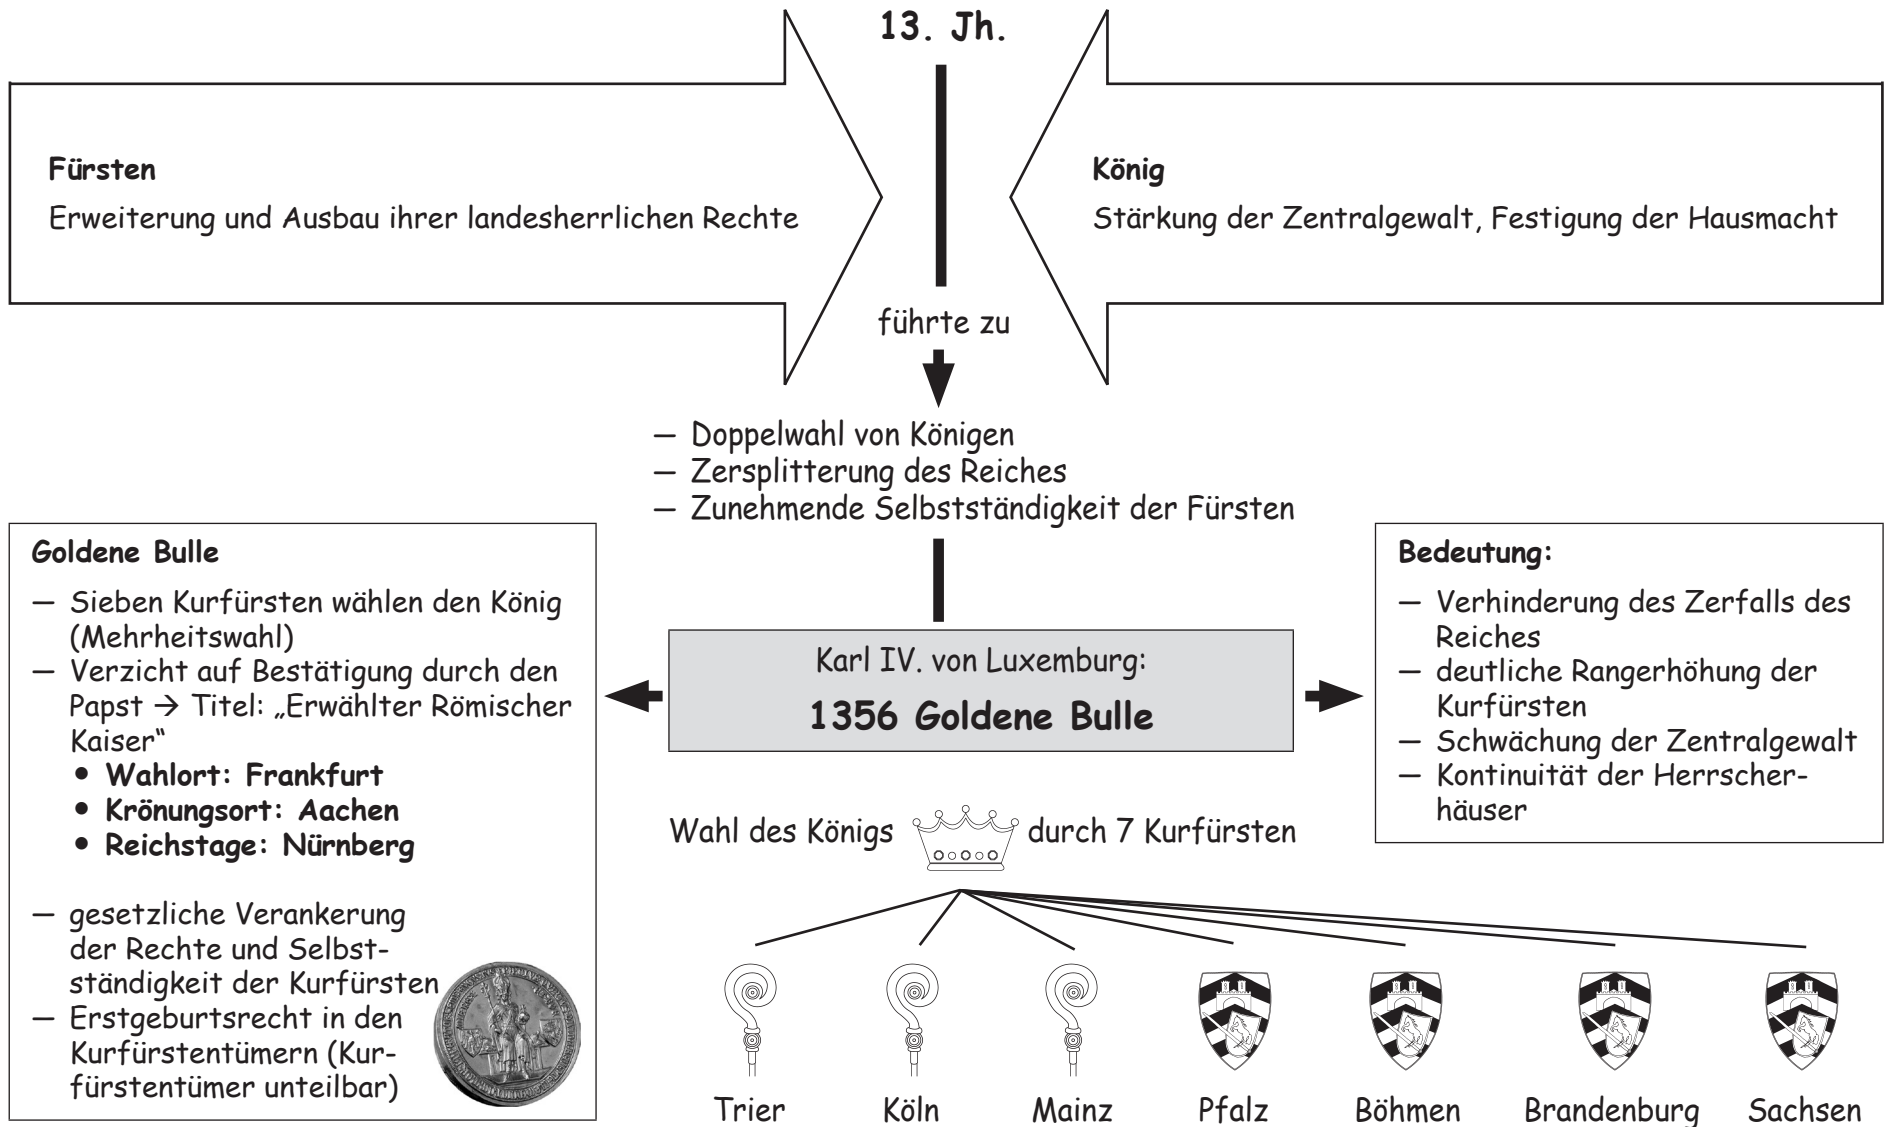 13. Jh.
Fürsten
Erweiterung und Ausbau ihrer landesherrlichen Rechte
König
Stärkung der Zentralgewalt, Festigung der Hausmacht
führte zu
— Doppelwahl von Königen
— Zersplitterung des Reiches
— Zunehmende Selbstständigkeit der Fürsten
Goldene Bulle
— Sieben Kurfürsten wählen den König
(Mehrheitswahl)
— Verzicht auf Bestätigung durch den
Papst → Titel: „Erwählter Römischer
Kaiser“
• Wahlort: Frankfurt
• Krönungsort: Aachen
• Reichstage: Nürnberg
— gesetzliche Verankerung
der Rechte und Selbst-
ständigkeit der Kurfürsten
— Erstgeburtsrecht in den
Kurfürstentümern (Kur-
fürstentümer unteilbar)
Karl IV. von Luxemburg:
1356 Goldene Bulle
Bedeutung:
— Verhinderung des Zerfalls des
Reiches
— deutliche Rangerhöhung der
Kurfürsten
— Schwächung der Zentralgewalt
— Kontinuität der Herrscher-
häuser
Wahl des Königs durch 7 Kurfürsten
Trier Köln Mainz Pfalz Böhmen Brandenburg Sachsen